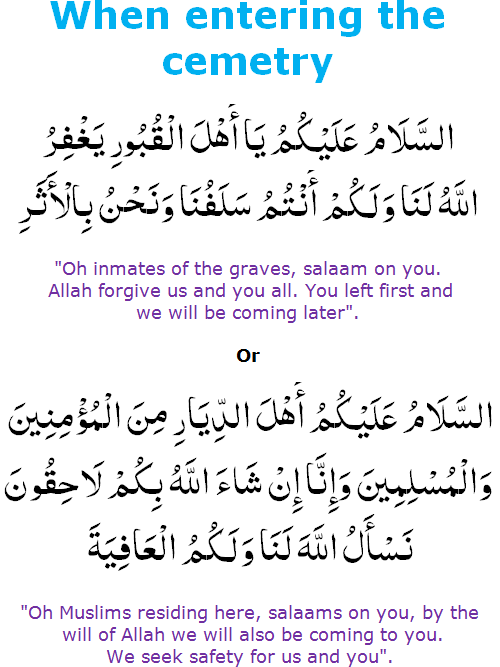 When entering the
cemetry
السَّلَامُ عَلَيْكُمُ يَا أَهْلَ الْقُبُورِ يَغْفِرُ
اللَّهُ لَنَا وَلَكُمْ أَنْتُمُ سَلَفُنَا وَنَحْنُ بِالْأَثَرِ
"Oh inmates of the graves, salaam on you.
Allah forgive us and you all. You left first and
we will be coming later".
Or
السَّلَامُ عَلَيْكُمُ أَهْلَ الدِّيَارِ مِنَ الْمُؤْمِنِينَ
وَالْمُسْلِمِينَ وَإِنَّا إِنْ شَاءَ اللَّهُ بِكُمْ لَاحِقُونَ
نَسْأَلُ اللَّهَ لَنَا وَلَكُمُ الْعَافِيَةَ
"Oh Muslims residing here, salaams on you, by the
will of Allah we will also be coming to you.
We seek safety for us and you".